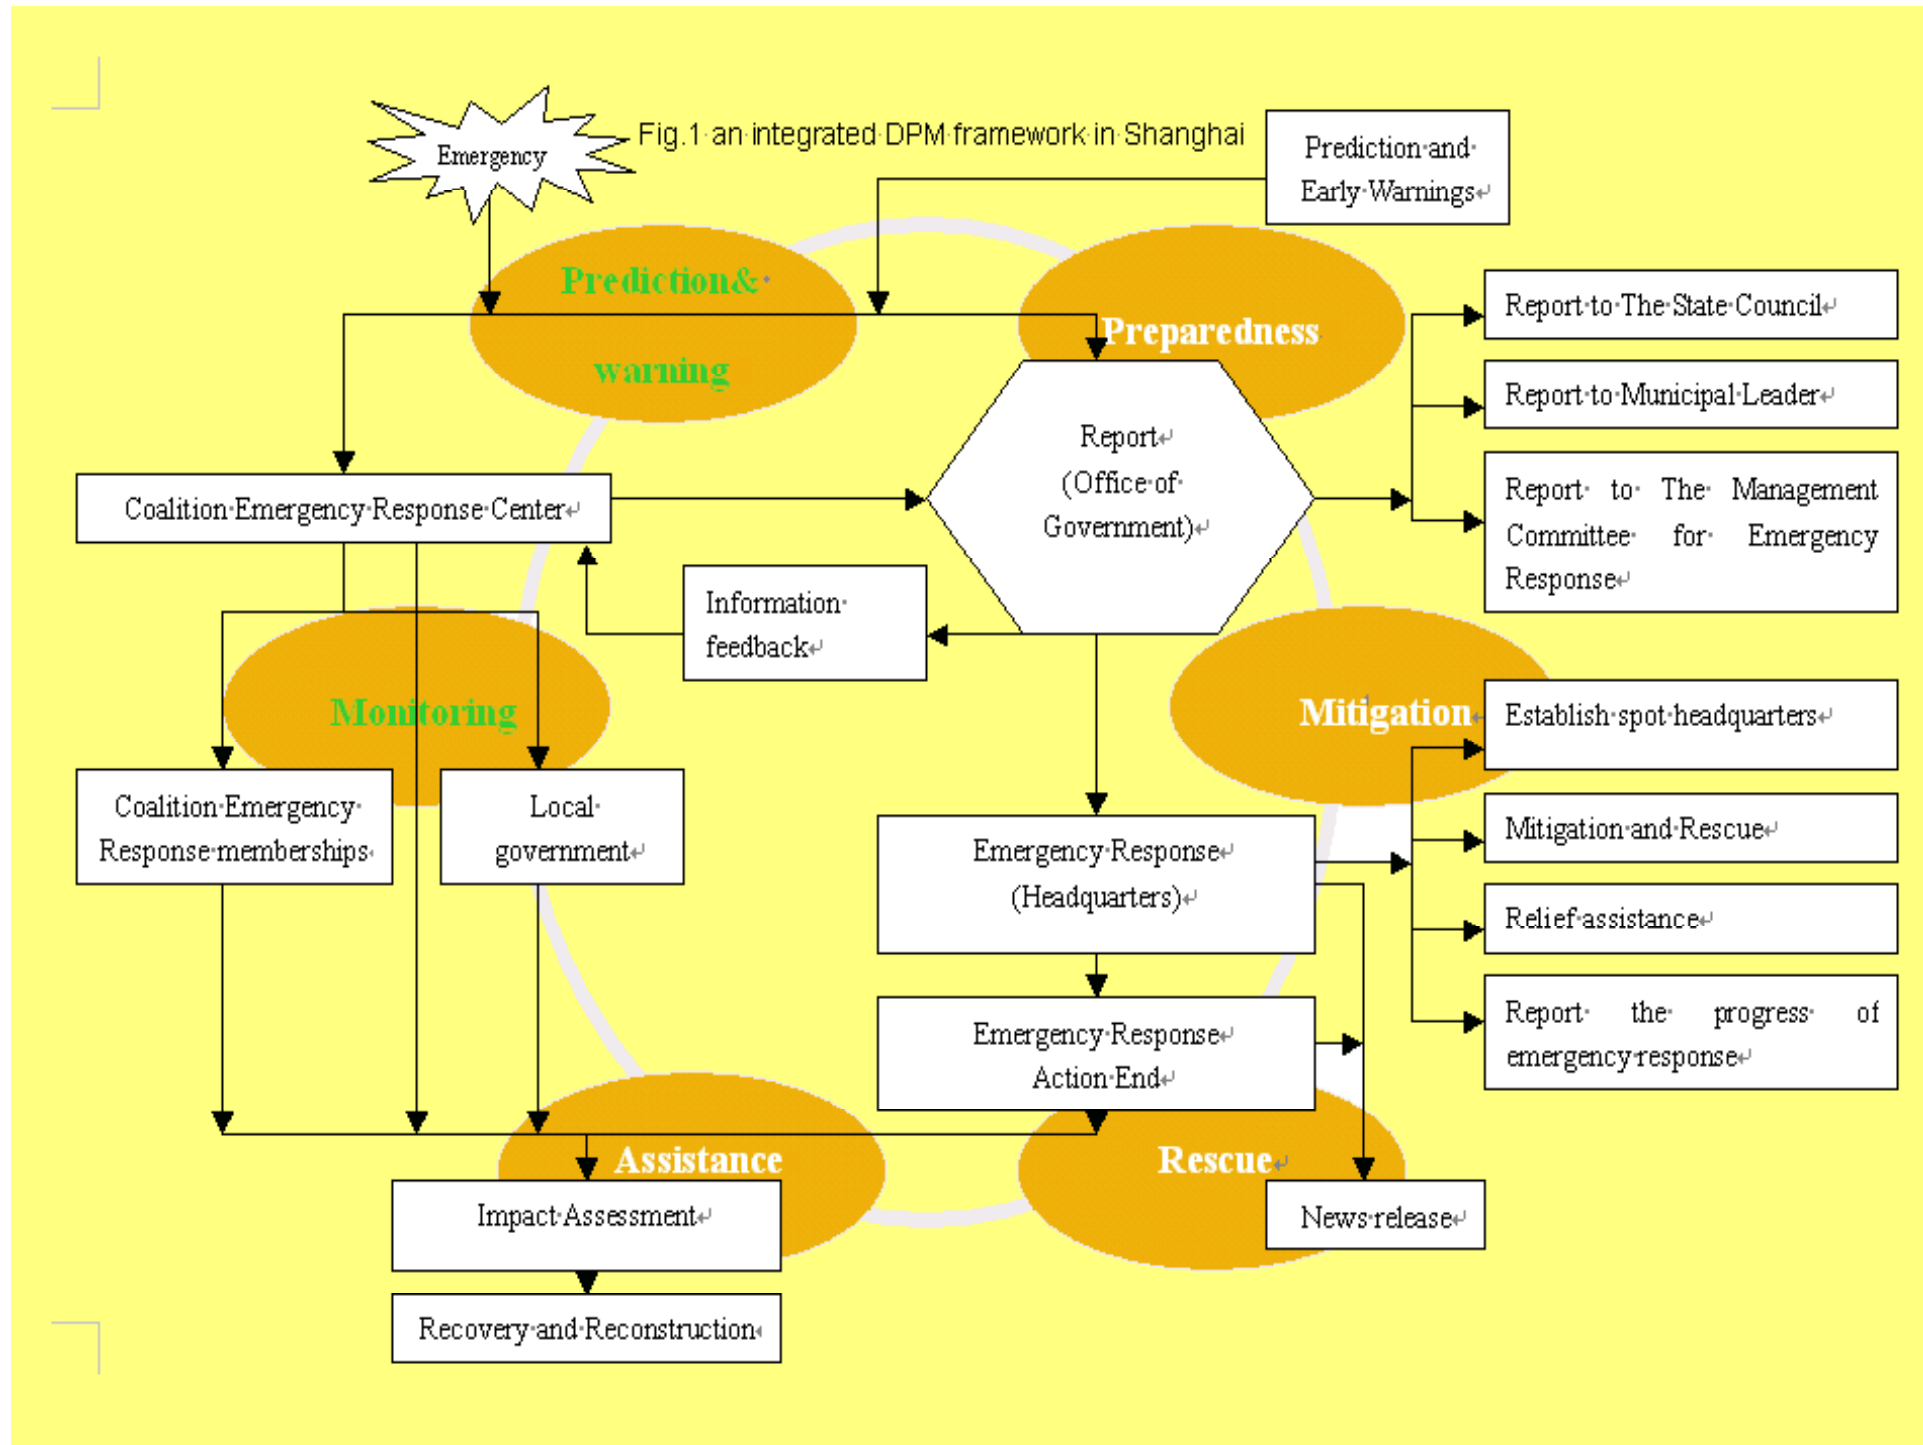 Emergency
Fig.1 an integrated DPM framework in Shanghai
Prediction and
Early Warnings
Prediction&
warning
Preparedness
Report to The State Council
Report to Municipal Leader
Report to The Management
Committee for Emergency
Response
Report
(Office of
Government)
Coalition Emergency Response Center
Information
feedback
Monitoring
Mitigation
Establish spot headquarters
Coalition Emergency
Response memberships
Local
government
Emergency Response
(Headquarters)
Mitigation and Rescue
Relief assistance
Report the progress of
emergency response
Emergency Response
Action End
Assistance
Rescue
Impact Assessment
News release
Recovery and Reconstruction